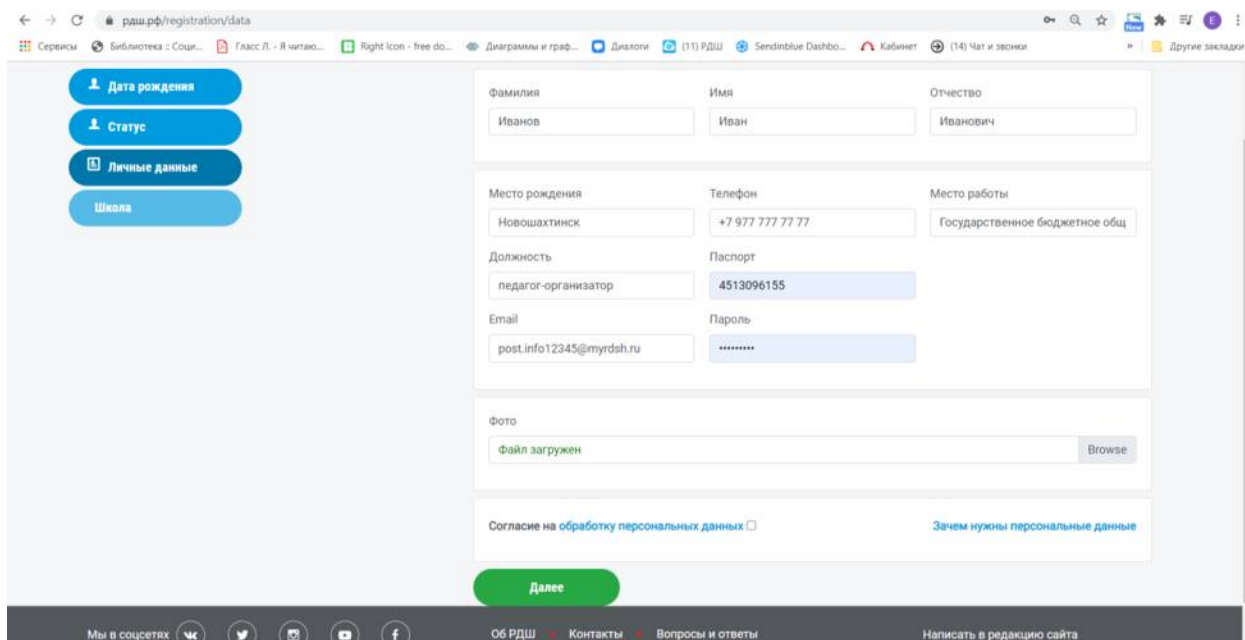 рдш.рф/registration/data
Сервисы Библиотека :: Соци... Гласс Л. - Я читаю... Right Icon - free do... Диаграммы и граф... Диалоги (11) РДШ Sendinblue Dashbo... Кабинет (14) Чат и звонки » Другие закладки
New
E
Дата рождения
Статус
Личные данные
Школа
Фамилия Имя Отчество
Иванов Иван Иванович
Место рождения Телефон Место работы
Новошахтинск +7 977 777 77 77 Государственное бюджетное общ
Должность Паспорт
педагог-организатор 4513096155
Email Пароль
post.info12345@myrdsh.ru •••••••••
Фото
Файл загружен Browse
Согласие на обработку персональных данных Зачем нужны персональные данные
Далее
Мы в соцсетях Об РДШ Контакты Вопросы и ответы Написать в редакцию сайта